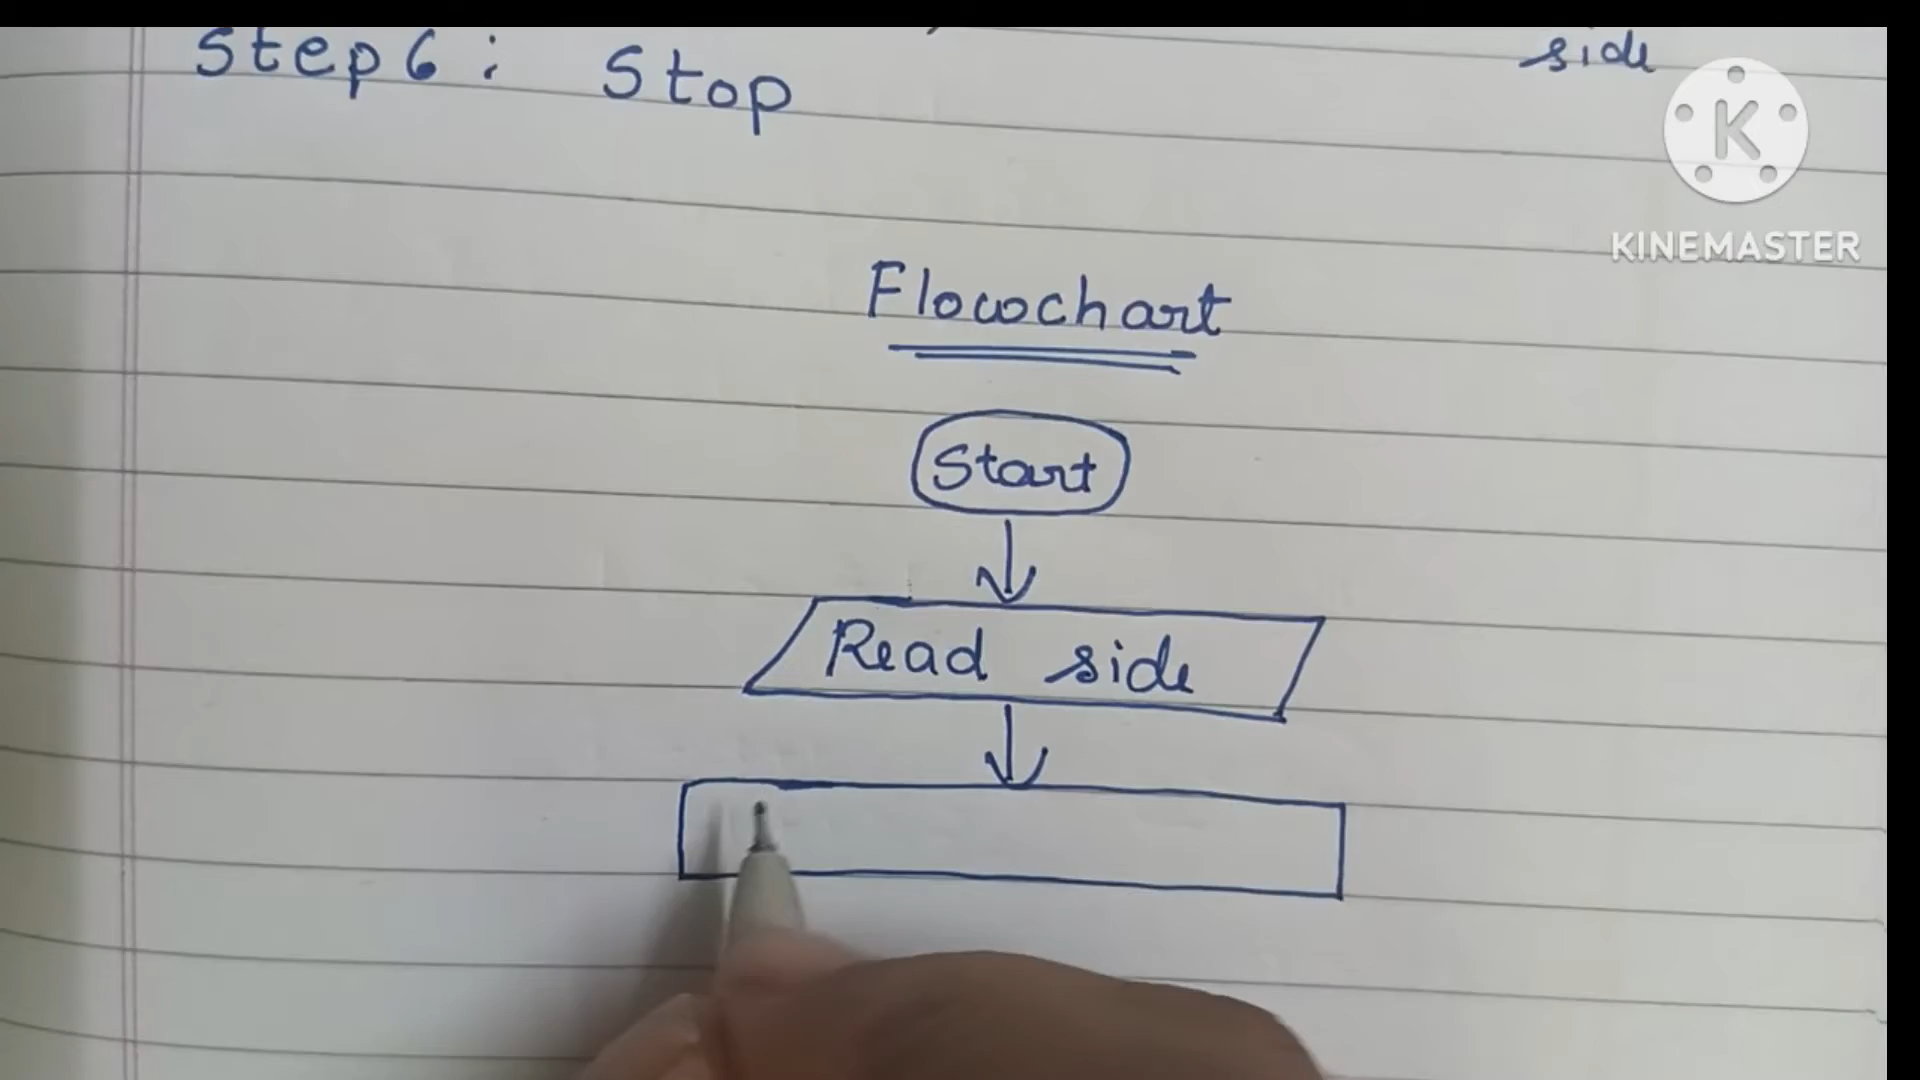 side
Step 6 : Stop
K
KINEMASTER
Flowchart
Start
Read side